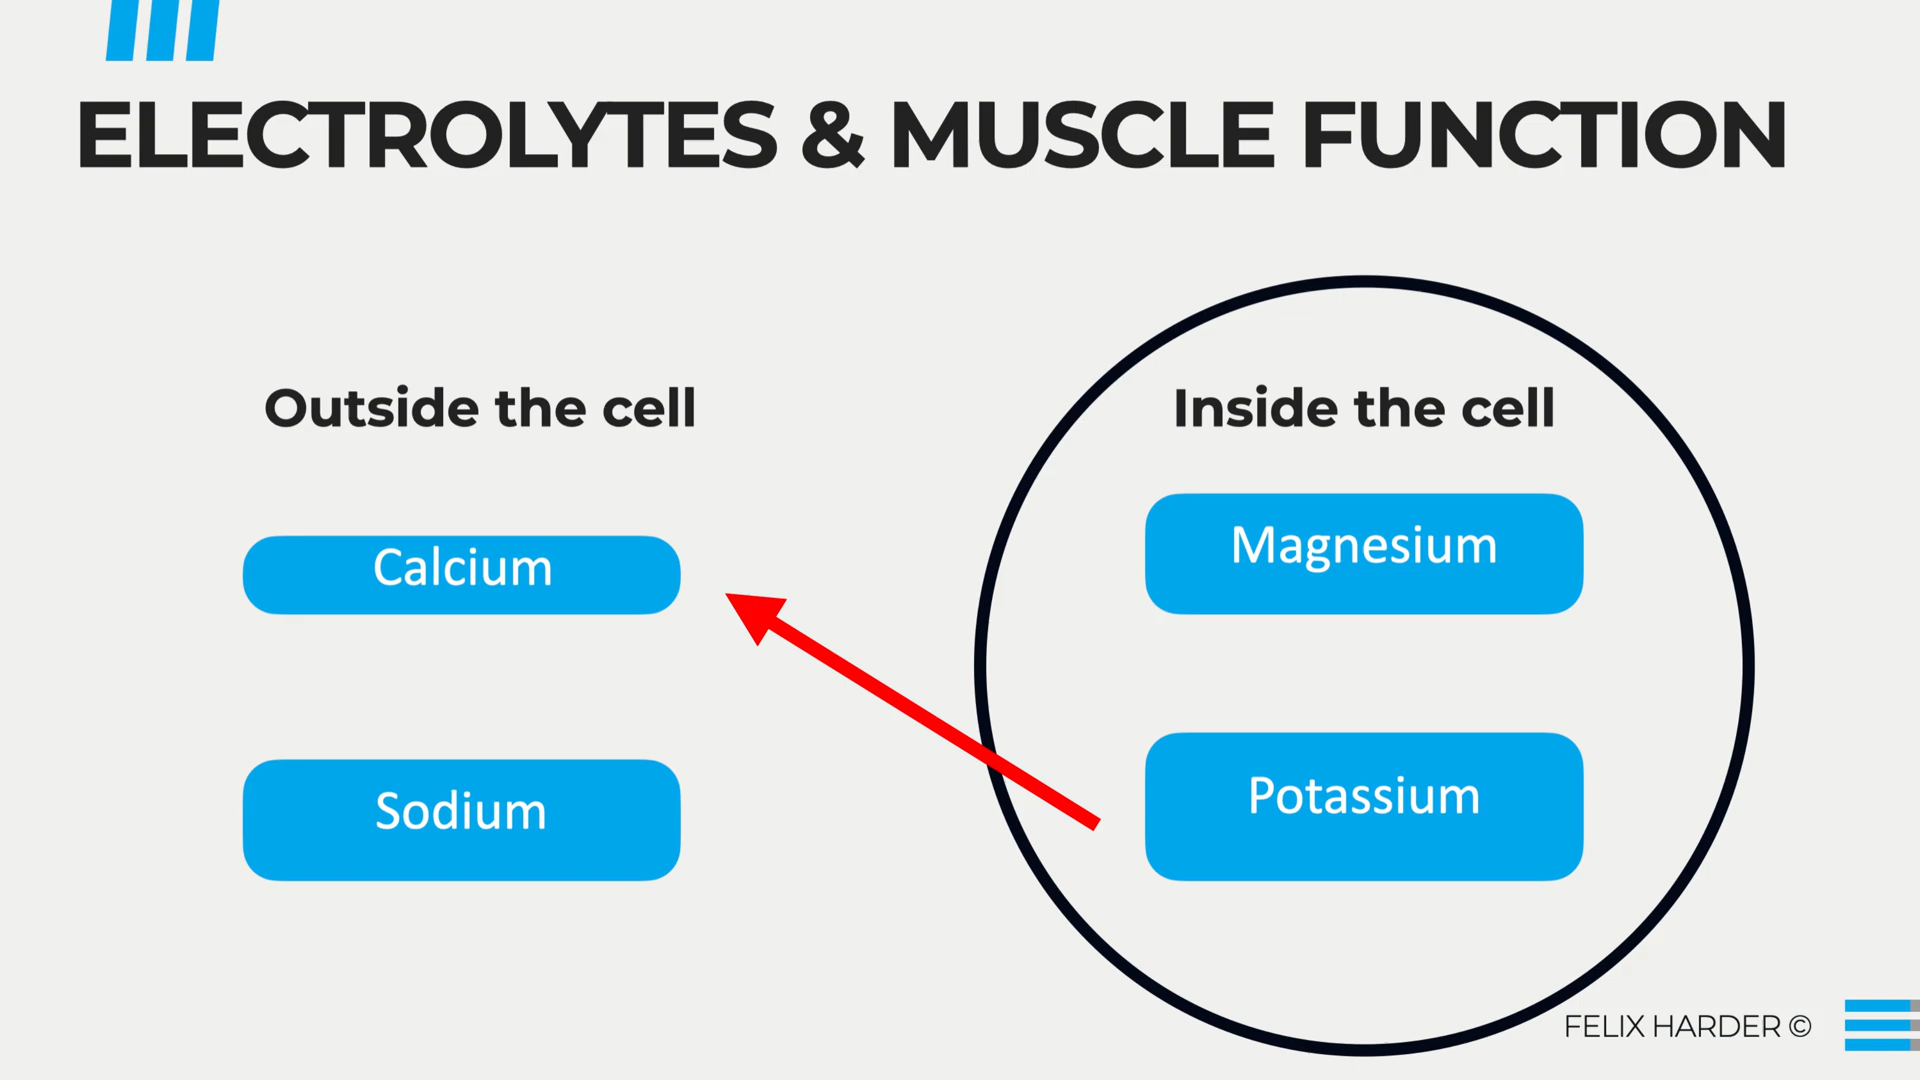 ELECTROLYTES & MUSCLE FUNCTION
Outside the cell
Calcium
Sodium
Inside the cell
Magnesium
Potassium
FELIX HARDER ©